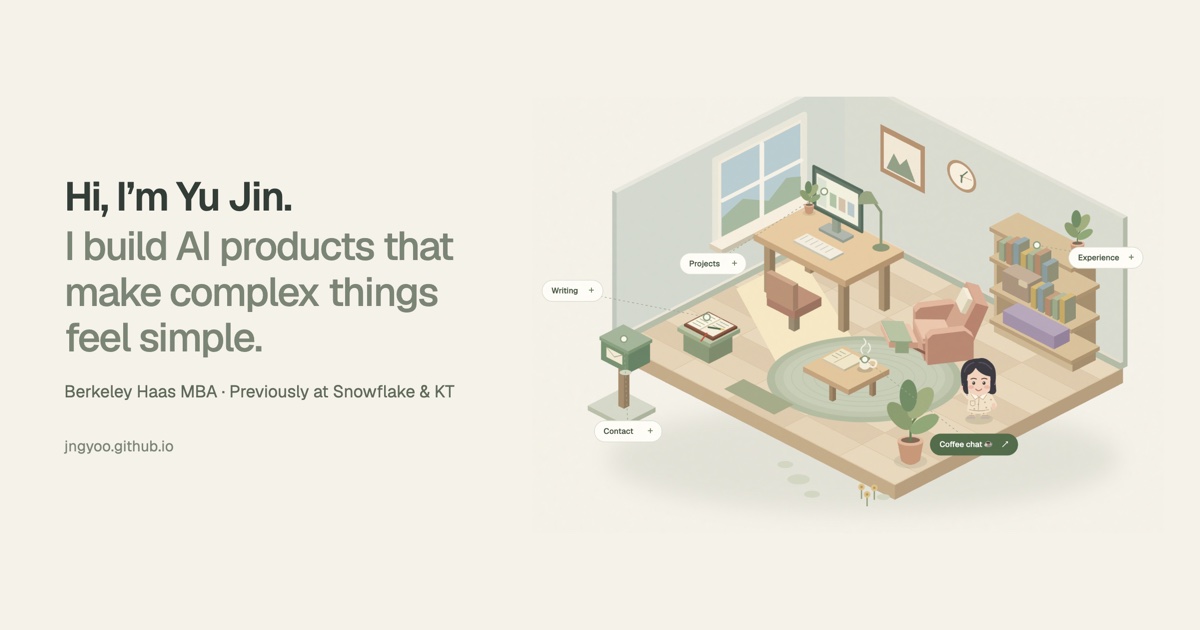 Hi, I’m Yu Jin.
I build AI products that
make complex things
feel simple.
Berkeley Haas MBA · Previously at Snowflake & KT
jngyoo.github.io
Projects +
Experience +
Writing +
Contact +
Coffee chat ☕ ↗